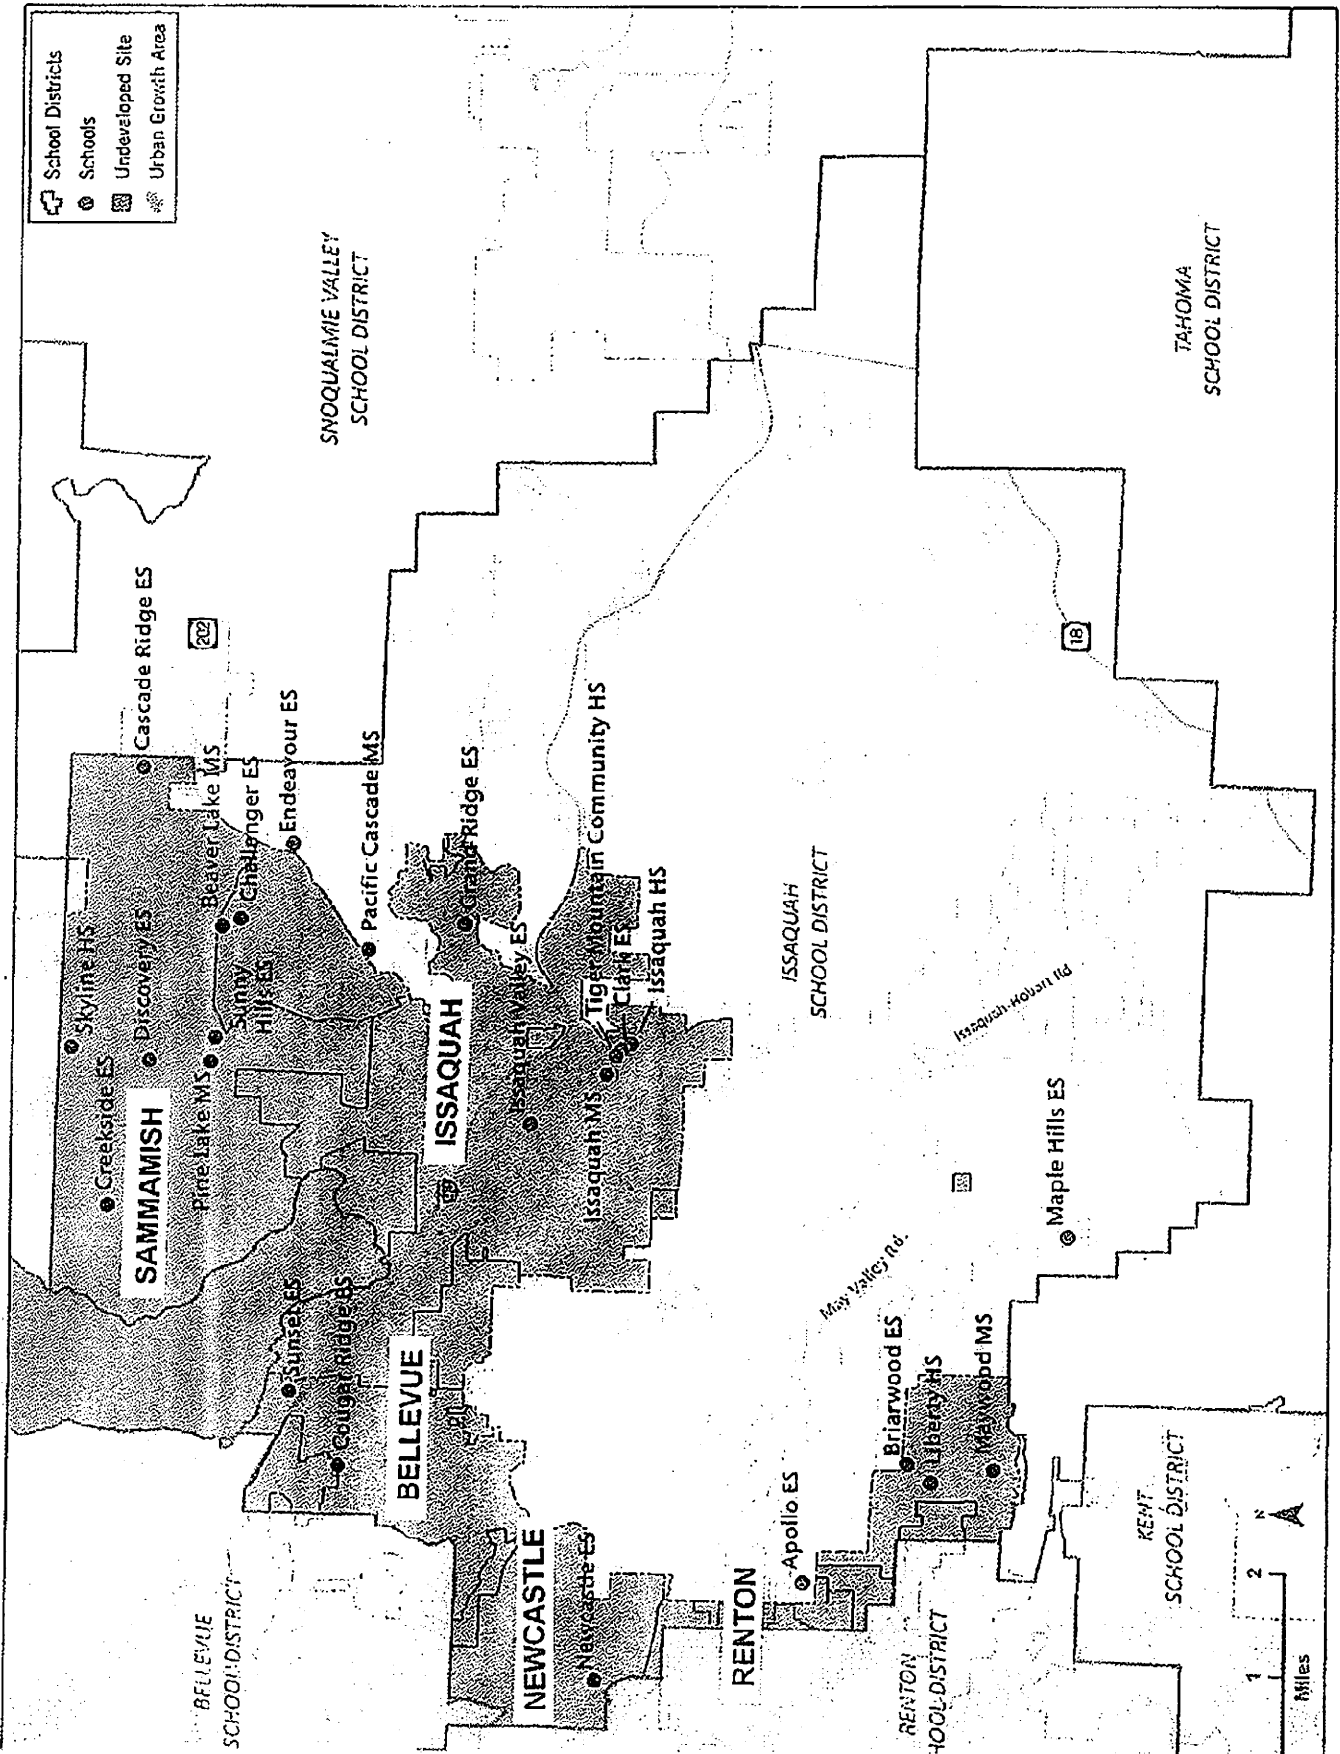 School Districts
Schools
Undeveloped Site
Urban Growth Area
SNOQUALMIE VALLEY
SCHOOL DISTRICT
TAHOMA
SCHOOL DISTRICT
Cascade Ridge ES
202
Endeavour ES
Beaver Lake MS
Challenger ES
Pacific Cascade MS
Grand Ridge ES
Tiger Mountain Community HS
18
Skyline HS
Discovery ES
Creekside ES
SAMMAMISH
Pine Lake MS
Sunny
Hills ES
ISSAQUAH
Issaquah Valley ES
Clark ES
Issaquah HS
Issaquah MS
ISSAQUAH
SCHOOL DISTRICT
Issaquah-Hobart Rd
Maple Hills ES
May Valley Rd.
Sunset ES
Cougar Ridge ES
BELLEVUE
Briarwood ES
Liberty HS
Maywood MS
Apollo ES
NEWCASTLE
Newcastle ES
RENTON
BELLEVUE
SCHOOL DISTRICT
RENTON
HOOL DISTRICT
KENT
SCHOOL DISTRICT
N
1
2
Miles